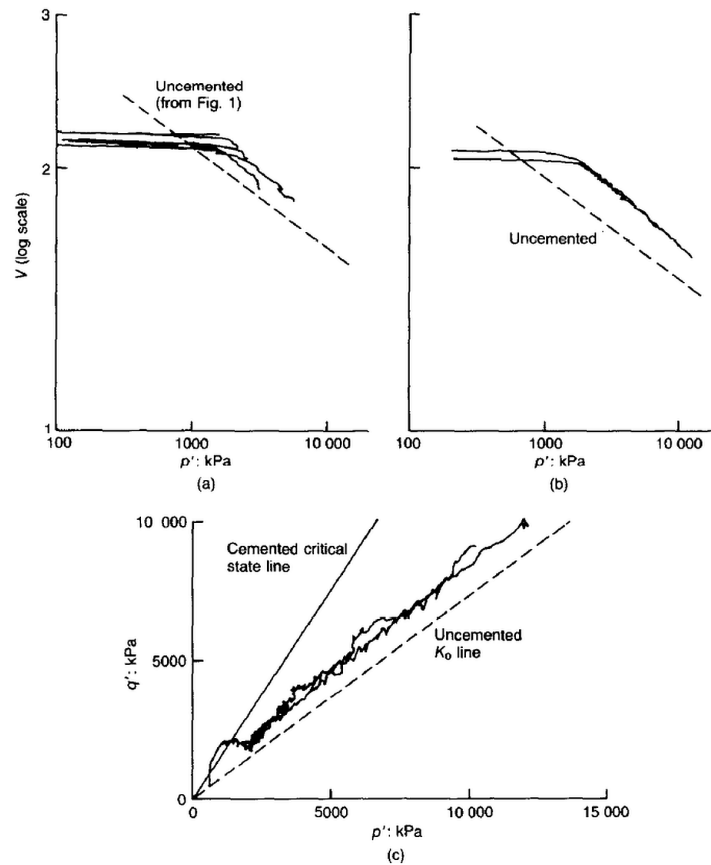 3
Uncemented
(from Fig. 1)
2
V (log scale)
1
100
1000
10 000
p′: kPa
(a)
Uncemented
100
1000
10 000
p′: kPa
(b)
10 000
Cemented critical
state line
q′: kPa
5000
Uncemented
K₀ line
0
0
5000
10 000
15 000
p′: kPa
(c)